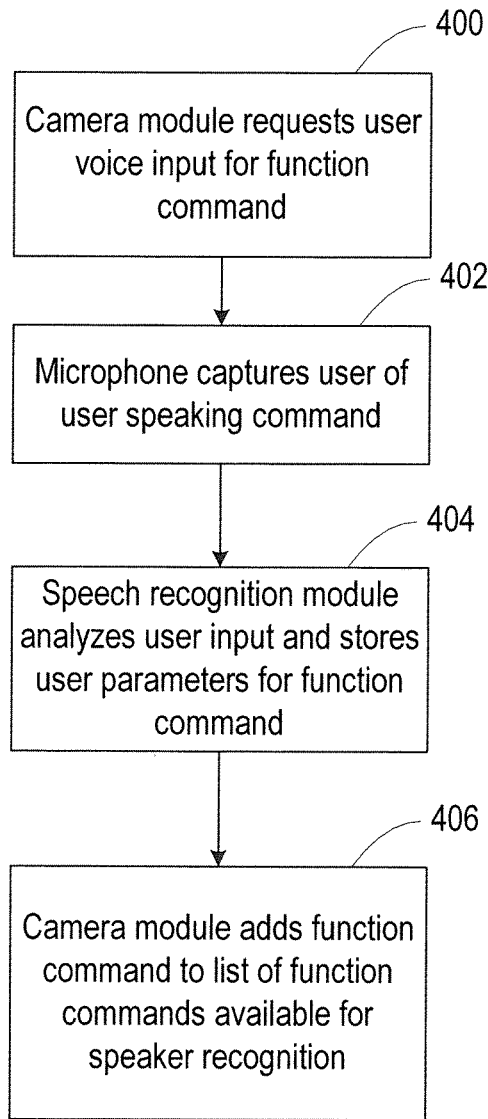 400
Camera module requests user
voice input for function
command
402
Microphone captures user of
user speaking command
404
Speech recognition module
analyzes user input and stores
user parameters for function
command
406
Camera module adds function
command to list of function
commands available for
speaker recognition